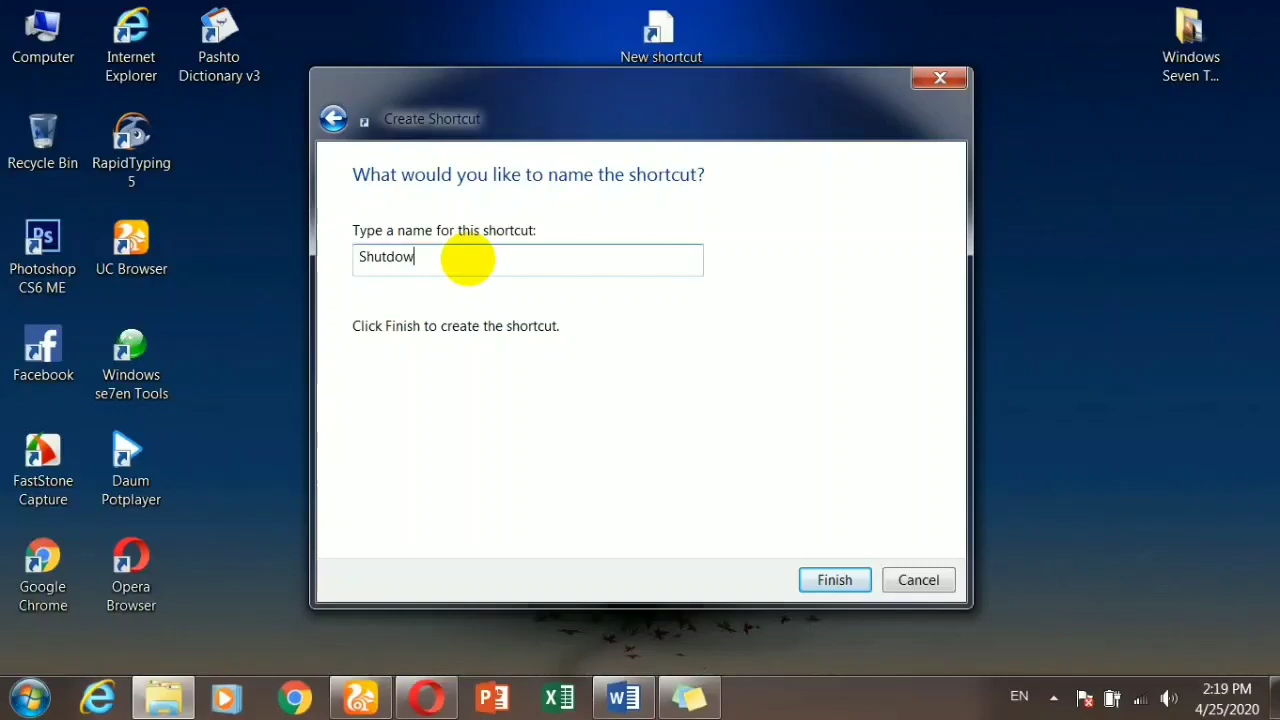 Computer
Internet
Explorer
Pashto
Dictionary v3
New shortcut
Windows
Seven T...
Recycle Bin
RapidTyping
5
Create Shortcut
What would you like to name the shortcut?
Type a name for this shortcut:
Shutdow
Click Finish to create the shortcut.
Ps
Photoshop
CS6 ME
UC Browser
Facebook
Windows
se7en Tools
FastStone
Capture
Daum
Potplayer
Google
Chrome
Opera
Browser
Finish
Cancel
EN
2:19 PM
4/25/2020